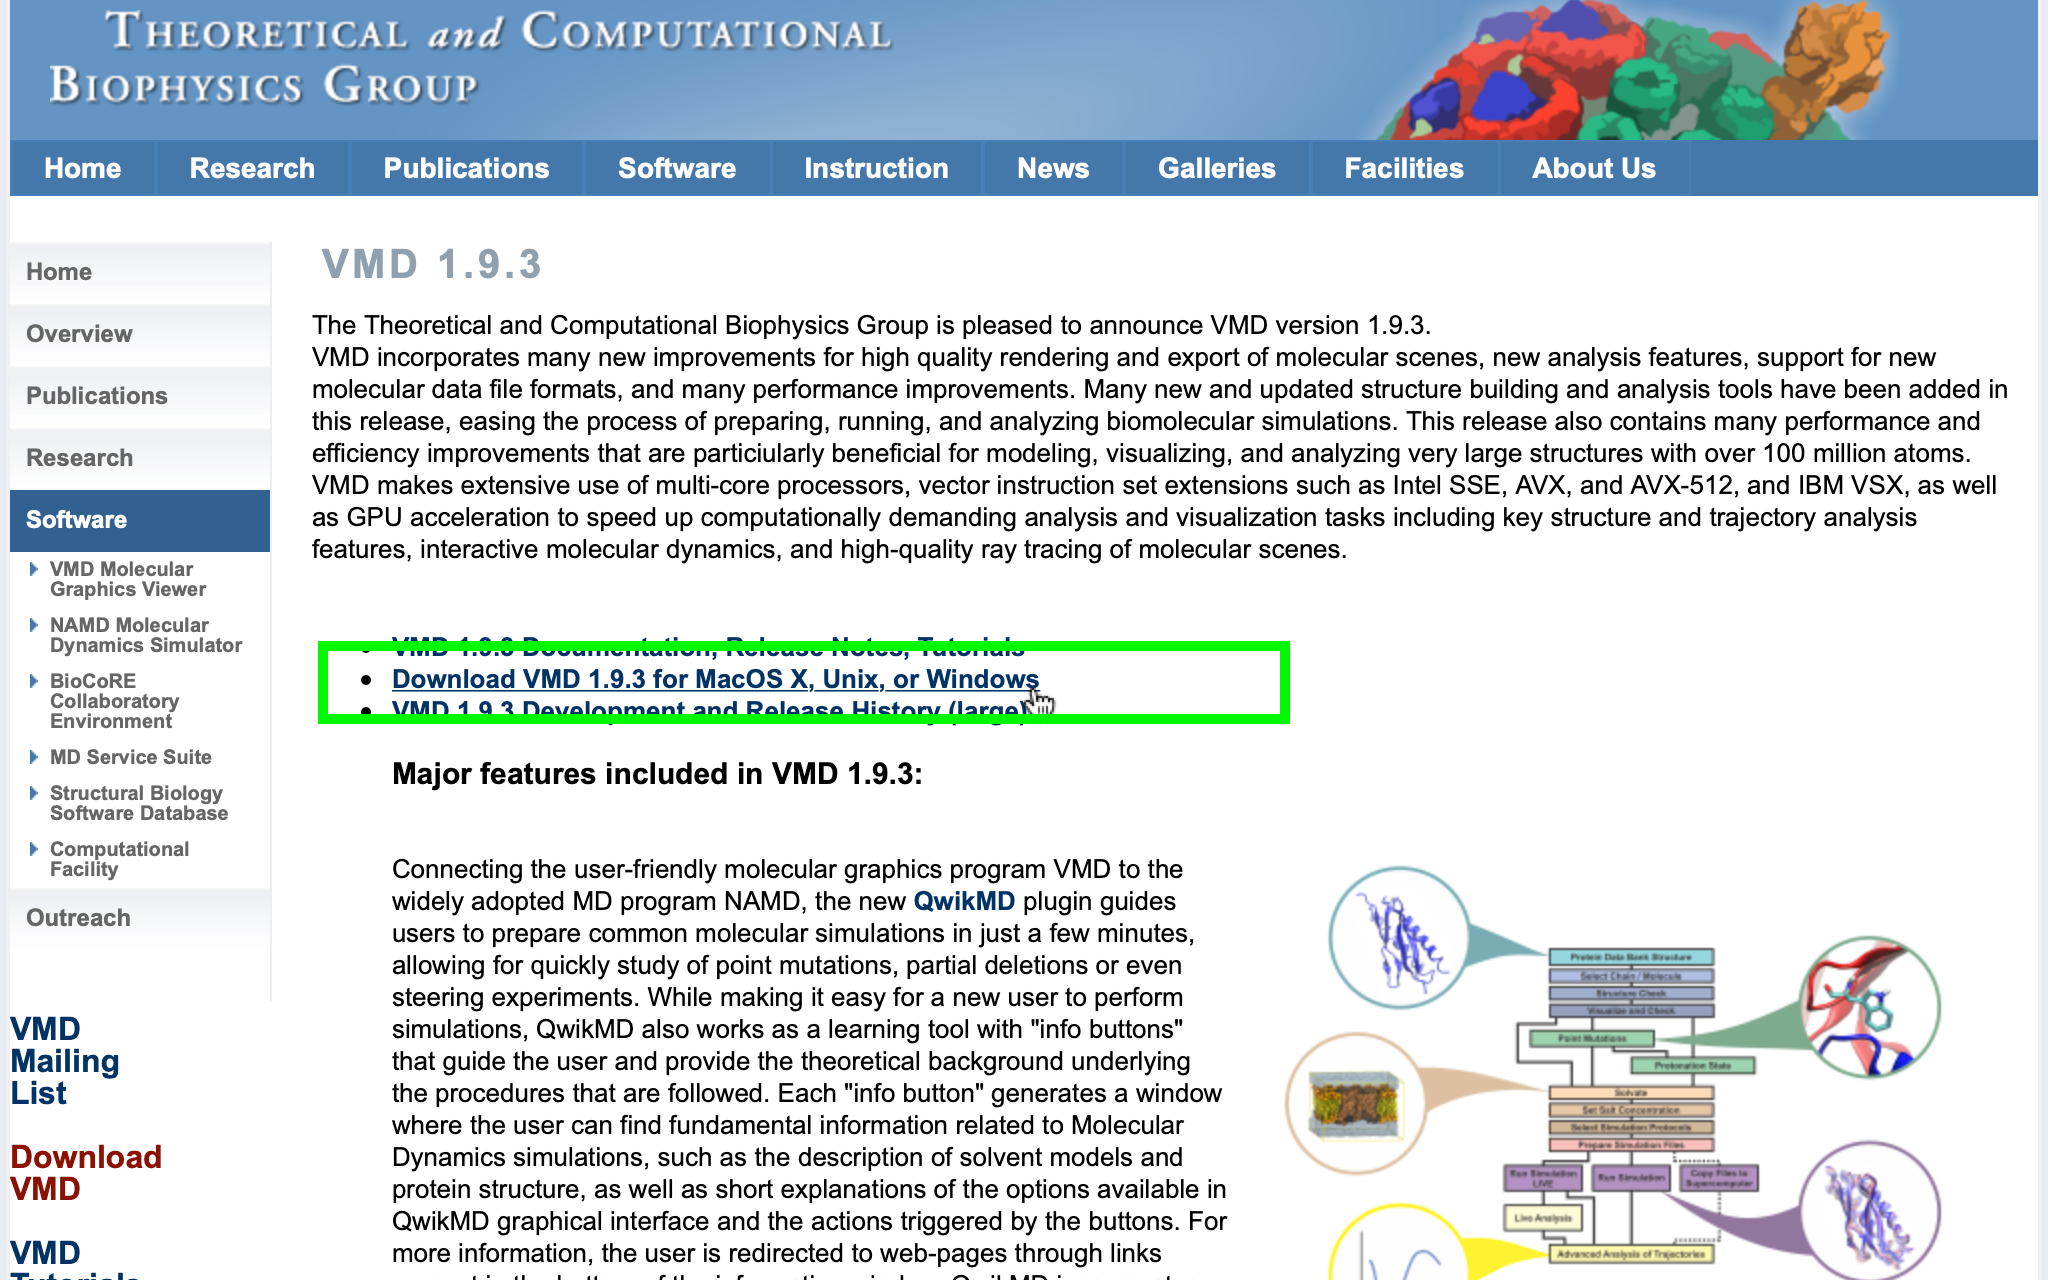 THEORETICAL and COMPUTATIONAL
BIOPHYSICS GROUP
Home Research Publications Software Instruction News Galleries Facilities About Us
Home
Overview
Publications
Research
Software
VMD Molecular
Graphics Viewer
NAMD Molecular
Dynamics Simulator
BioCoRE
Collaboratory
Environment
MD Service Suite
Structural Biology
Software Database
Computational
Facility
Outreach
VMD
Mailing
List
Download
VMD
VMD
Tutorials
VMD 1.9.3
The Theoretical and Computational Biophysics Group is pleased to announce VMD version 1.9.3.
VMD incorporates many new improvements for high quality rendering and export of molecular scenes, new analysis features, support for new
molecular data file formats, and many performance improvements. Many new and updated structure building and analysis tools have been added in
this release, easing the process of preparing, running, and analyzing biomolecular simulations. This release also contains many performance and
efficiency improvements that are particiularly beneficial for modeling, visualizing, and analyzing very large structures with over 100 million atoms.
VMD makes extensive use of multi-core processors, vector instruction set extensions such as Intel SSE, AVX, and AVX-512, and IBM VSX, as well
as GPU acceleration to speed up computationally demanding analysis and visualization tasks including key structure and trajectory analysis
features, interactive molecular dynamics, and high-quality ray tracing of molecular scenes.
VMD 1.9.3 Documentation, Release Notes, Tutorials
Download VMD 1.9.3 for MacOS X, Unix, or Windows
VMD 1.9.3 Development and Release History (large)
Major features included in VMD 1.9.3:
Connecting the user-friendly molecular graphics program VMD to the
widely adopted MD program NAMD, the new QwikMD plugin guides
users to prepare common molecular simulations in just a few minutes,
allowing for quickly study of point mutations, partial deletions or even
steering experiments. While making it easy for a new user to perform
simulations, QwikMD also works as a learning tool with "info buttons"
that guide the user and provide the theoretical background underlying
the procedures that are followed. Each "info button" generates a window
where the user can find fundamental information related to Molecular
Dynamics simulations, such as the description of solvent models and
protein structure, as well as short explanations of the options available in
QwikMD graphical interface and the actions triggered by the buttons. For
more information, the user is redirected to web-pages through links
Protein Data Bank Structure
Select Chain / Molecule
Structure Check
Visualize and Check
Point Mutations
Protonation State
Solvate
Set Salt Concentration
Select Simulation Protocols
Prepare Simulation Files
Run Simulation
LIVE
Run Simulation
Copy Files to
Supercomputer
Live Analysis
Advanced Analysis of Trajectories